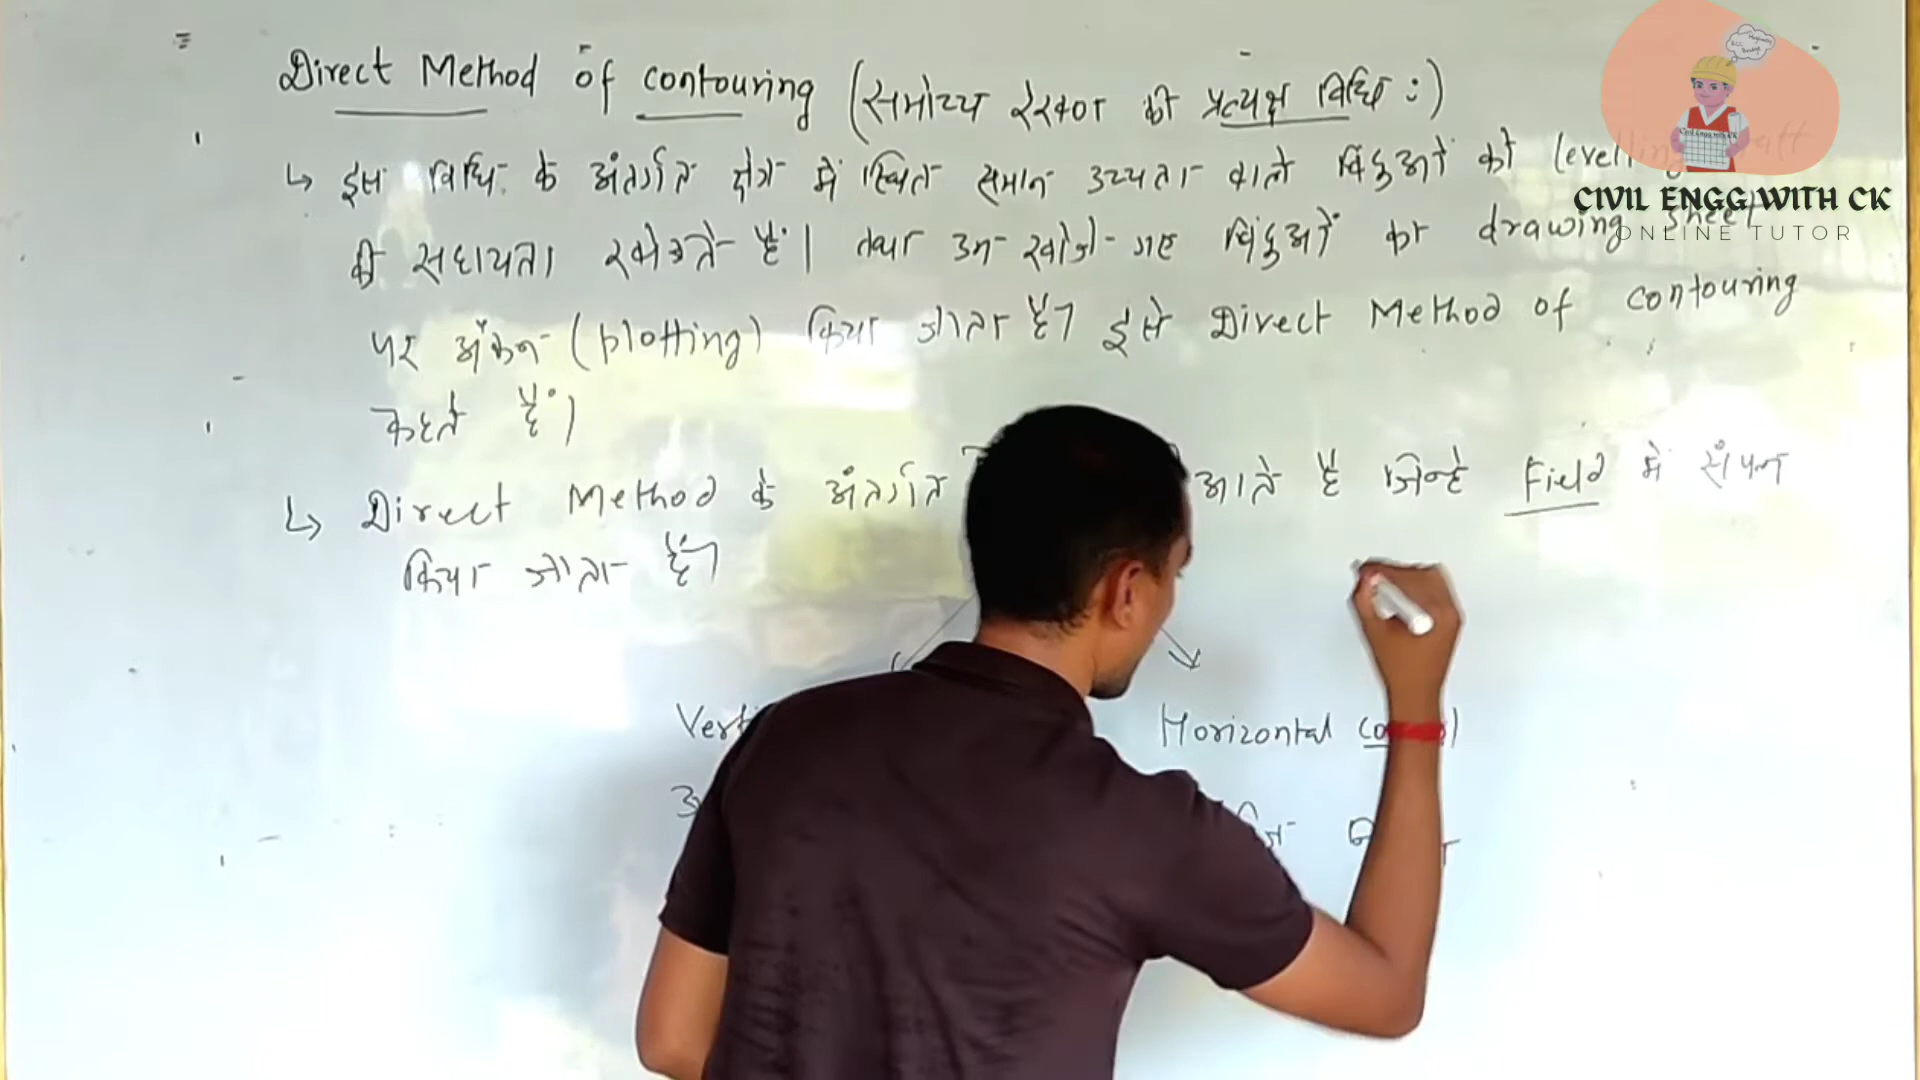 Direct Method of contouring (समोच्च रेखण की प्रत्यक्ष विधि :)
↳ इस विधि के अंतर्गत क्षेत्र में स्थित समान उच्चता वाले बिंदुओं को levelling staff
की सहायता खोजते हैं। तथा उन खोजे गए बिंदुओं का drawing sheet
पर अंकन (plotting) किया जाता है। इसे Direct Method of contouring
कहते हैं।
↳ Direct Method के अंतर्गत आते है जिन्हे Field में संपन्न
किया जाता है।
Horizontal
CIVIL ENGG WITH CK
ONLINE TUTOR